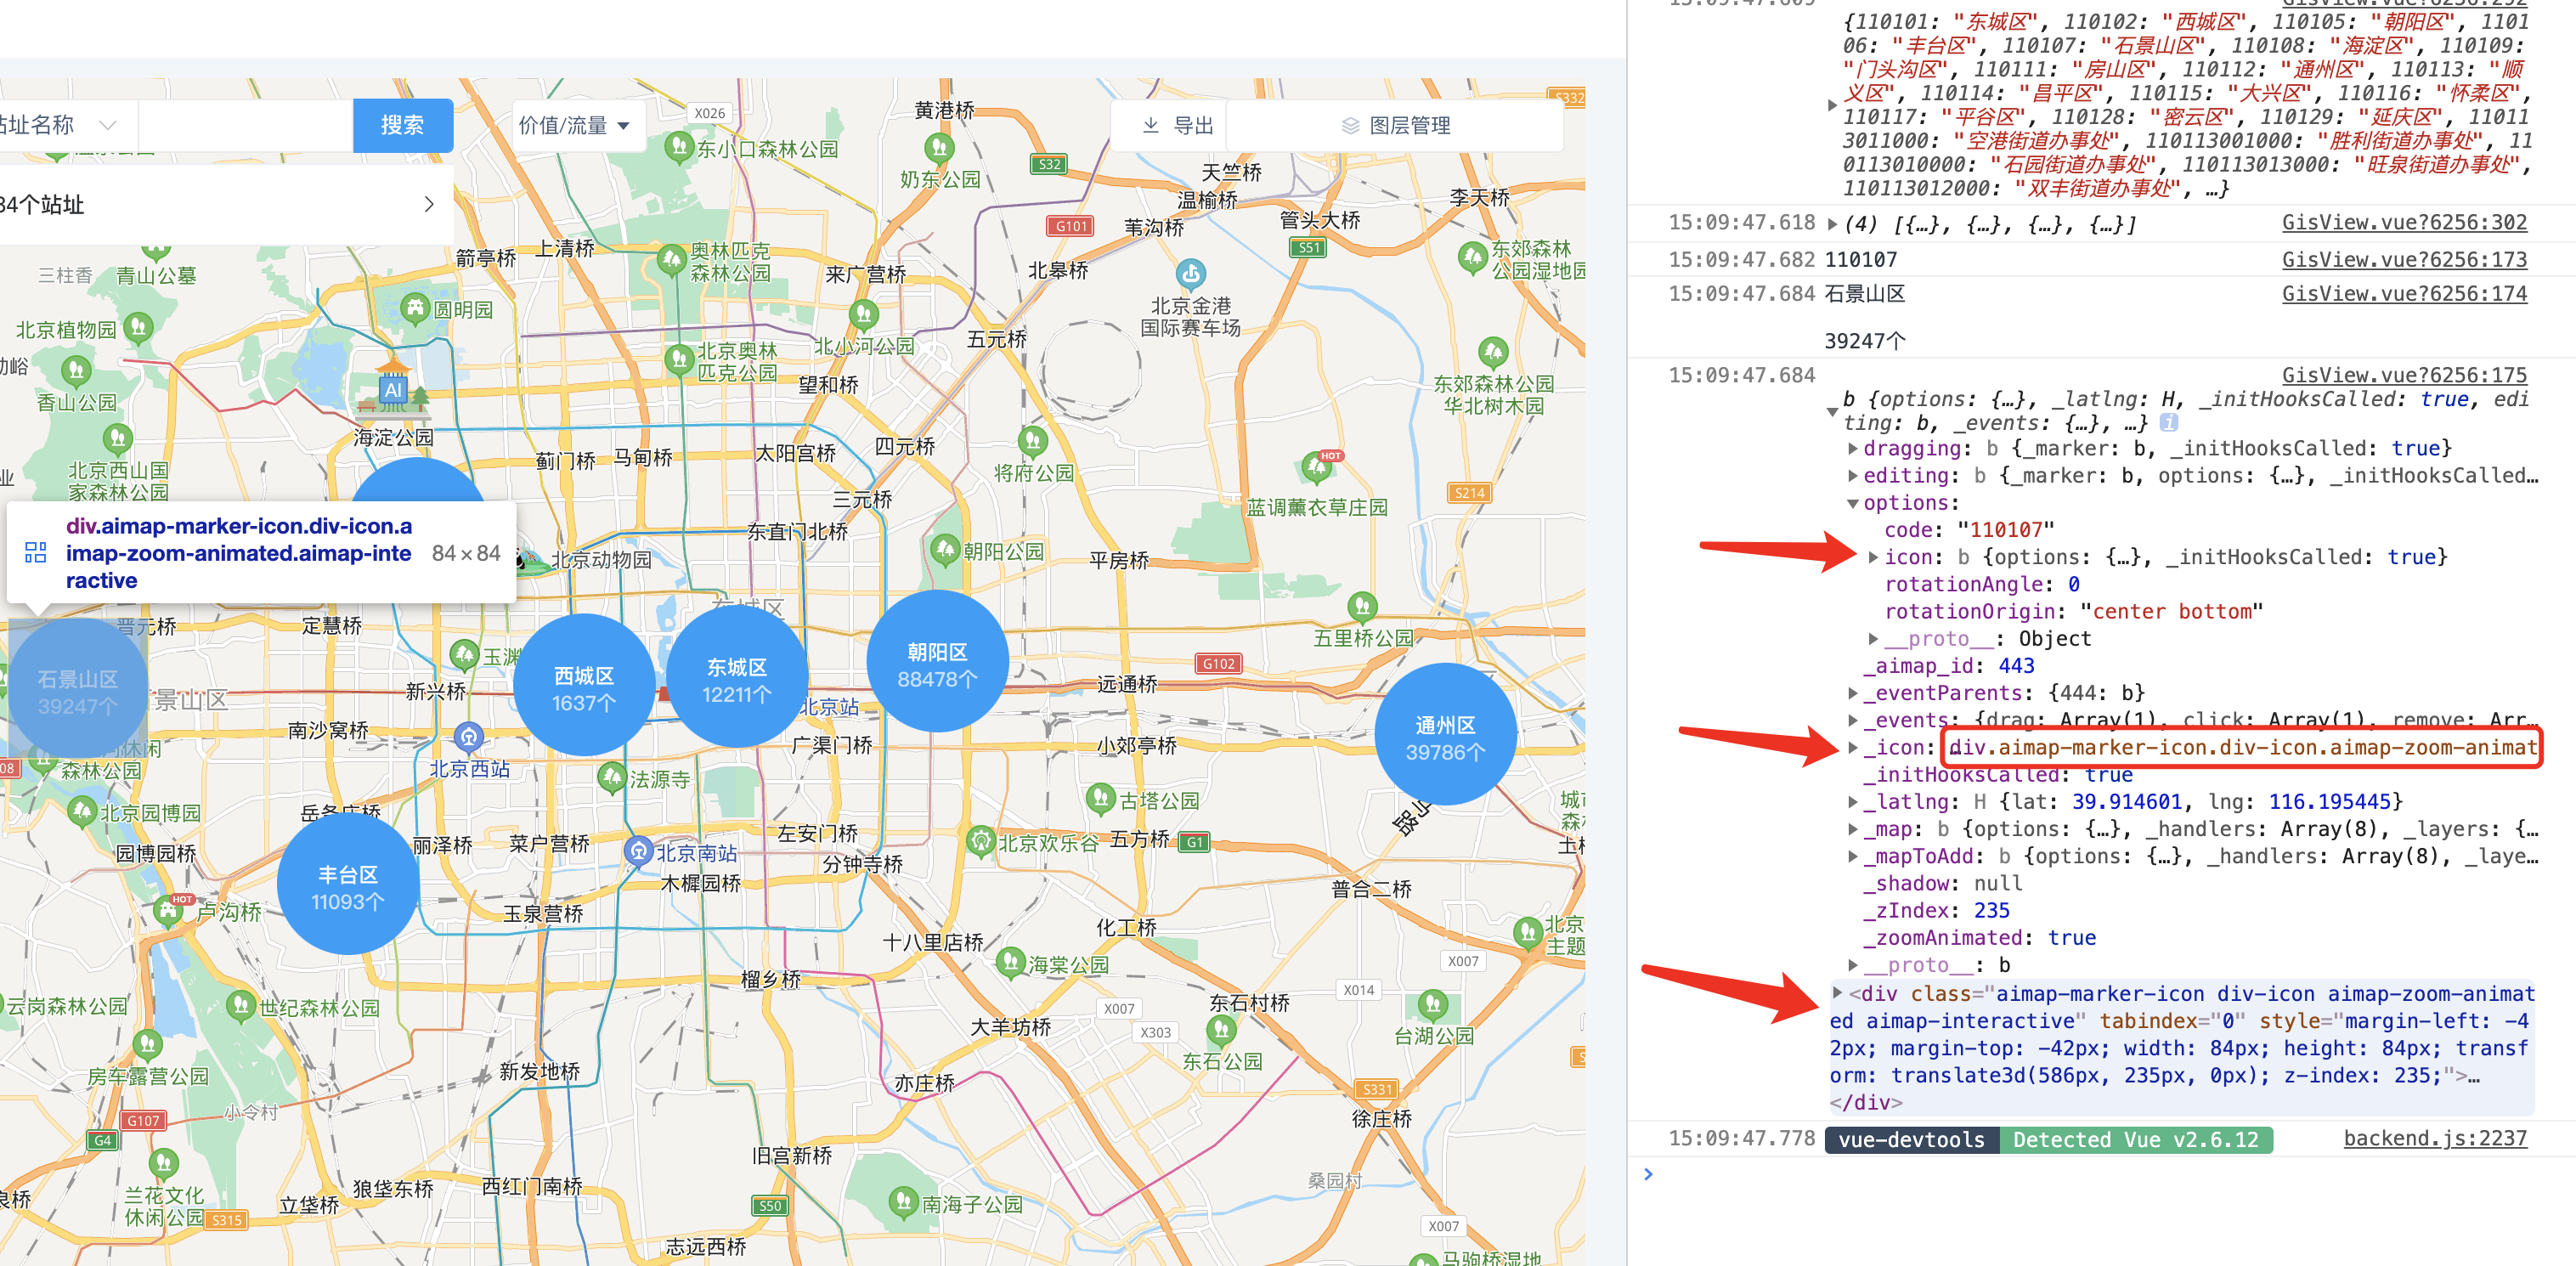 站址名称
搜索
价值/流量
导出
图层管理
34个站址
X026
黄港桥
S332
东小口森林公园
奶东公园
S32
天竺桥
温榆桥
李天桥
G101
苇沟桥
管头大桥
S51
箭亭桥
上清桥
奥林匹克
森林公园
来广营桥
北皋桥
东郊森林
公园湿地园
三柱香
青山公墓
北京金港
国际赛车场
圆明园
北京植物园
北京奥林
匹克公园
北小河公园
五元桥
望和桥
东郊森林公园
华北树木园
香山公园
AI
海淀公园
蓟门桥
马甸桥
太阳宫桥
四元桥
将府公园
HOT
蓝调薰衣草庄园
S214
北京西山国
家森林公园
三元桥
东直门北桥
div.aimap-marker-icon.div-icon.a
imap-zoom-animated.aimap-inte
ractive
84×84
北京动物园
朝阳公园
平房桥
晋元桥
定慧桥
五里桥公园
石景山区
39247个
景山区
玉渊
新兴桥
西城区
1637个
东城区
12211个
朝阳区
88478个
G102
远通桥
北京站
通州区
39786个
南沙窝桥
广渠门桥
小郊亭桥
森林公园
北京西站
法源寺
古塔公园
北京园博园
岳各庄桥
丽泽桥
菜户营桥
左安门桥
北京欢乐谷
五方桥
G1
园博园桥
北京南站
分钟寺桥
丰台区
11093个
木樨园桥
普合二桥
HOT
卢沟桥
玉泉营桥
化工桥
十八里店桥
北京
主题
榴乡桥
海棠公园
X007
X014
云岗森林公园
世纪森林公园
X007
东石村桥
大羊坊桥
X303
台湖公园
东石公园
房车露营公园
新发地桥
亦庄桥
S331
小令村
G107
G4
徐庄桥
旧宫新桥
兰花文化
休闲公园
S315
立垡桥
狼垡东桥
西红门南桥
S50
南海子公园
桑园村
X007
志远西桥
马驹桥湿地
{110101: "东城区", 110102: "西城区", 110105: "朝阳区", 1101
06: "丰台区", 110107: "石景山区", 110108: "海淀区", 110109:
"门头沟区", 110111: "房山区", 110112: "通州区", 110113: "顺
义区", 110114: "昌平区", 110115: "大兴区", 110116: "怀柔区",
110117: "平谷区", 110128: "密云区", 110129: "延庆区", 11011
3011000: "空港街道办事处", 110113001000: "胜利街道办事处", 11
0113010000: "石园街道办事处", 110113013000: "旺泉街道办事处",
110113012000: "双丰街道办事处", …}
15:09:47.618 (4) [{…}, {…}, {…}, {…}] GisView.vue?6256:302
15:09:47.682 110107 GisView.vue?6256:173
15:09:47.684 石景山区 GisView.vue?6256:174
39247个
15:09:47.684 GisView.vue?6256:175
b {options: {…}, _latlng: H, _initHooksCalled: true, edi
ting: b, _events: {…}, …} i
dragging: b {_marker: b, _initHooksCalled: true}
editing: b {_marker: b, options: {…}, _initHooksCalled…
options:
code: "110107"
icon: b {options: {…}, _initHooksCalled: true}
rotationAngle: 0
rotationOrigin: "center bottom"
__proto__: Object
_aimap_id: 443
_eventParents: {444: b}
_events: {drag: Array(1), click: Array(1), remove: Arr…
_icon: div.aimap-marker-icon.div-icon.aimap-zoom-animat
_initHooksCalled: true
_latlng: H {lat: 39.914601, lng: 116.195445}
_map: b {options: {…}, _handlers: Array(8), _layers: {…
_mapToAdd: b {options: {…}, _handlers: Array(8), _laye…
_shadow: null
_zIndex: 235
_zoomAnimated: true
__proto__: b
<div class="aimap-marker-icon div-icon aimap-zoom-animat
ed aimap-interactive" tabindex="0" style="margin-left: -4
2px; margin-top: -42px; width: 84px; height: 84px; transf
orm: translate3d(586px, 235px, 0px); z-index: 235;">…
</div>
15:09:47.778 vue-devtools Detected Vue v2.6.12 backend.js:2237